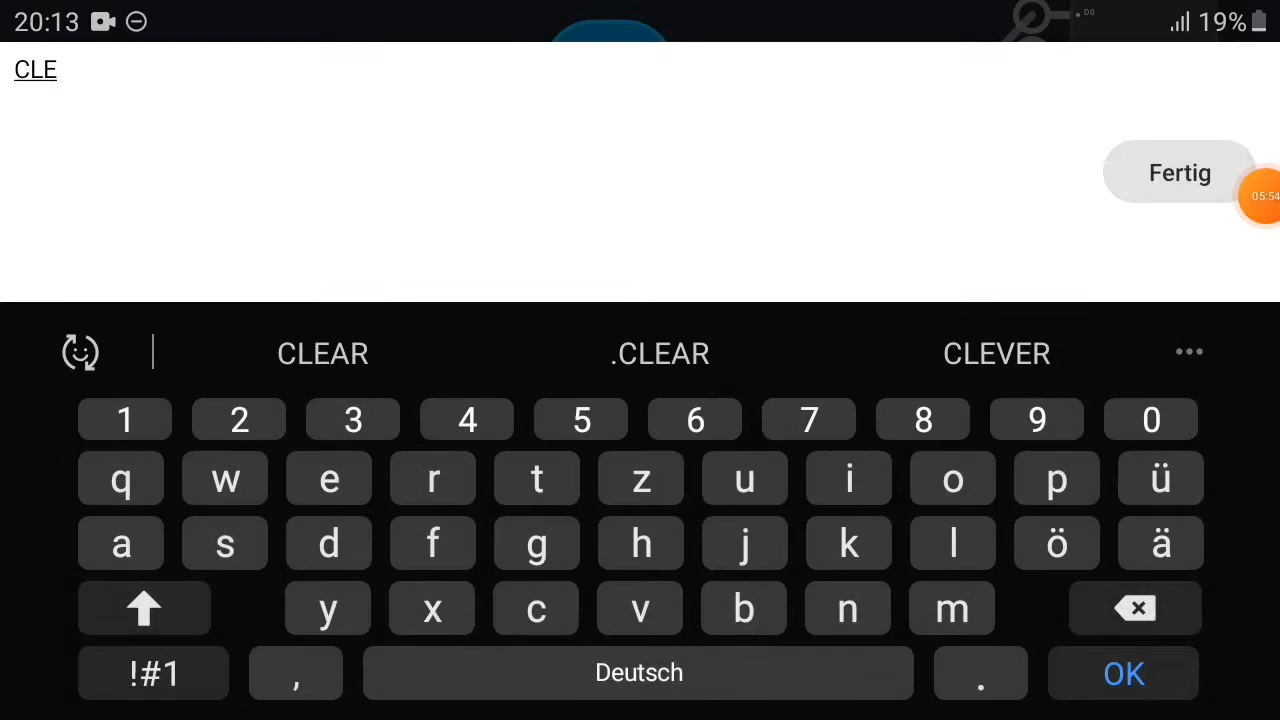 20:13 19%
DO
CLE
Fertig
05:54
CLEAR .CLEAR CLEVER
1 2 3 4 5 6 7 8 9 0
q w e r t z u i o p ü
a s d f g h j k l ö ä
y x c v b n m
!#1 , Deutsch . OK